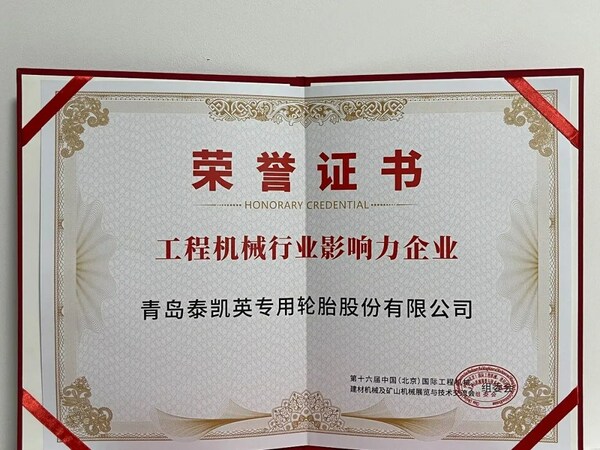 荣誉证书
HONORARY CREDENTIAL
工程机械行业影响力企业
青岛泰凯英专用轮胎股份有限公司
第十六届中国（北京）国际工程机械、
建材机械及矿山机械展览与技术交流会 组委会